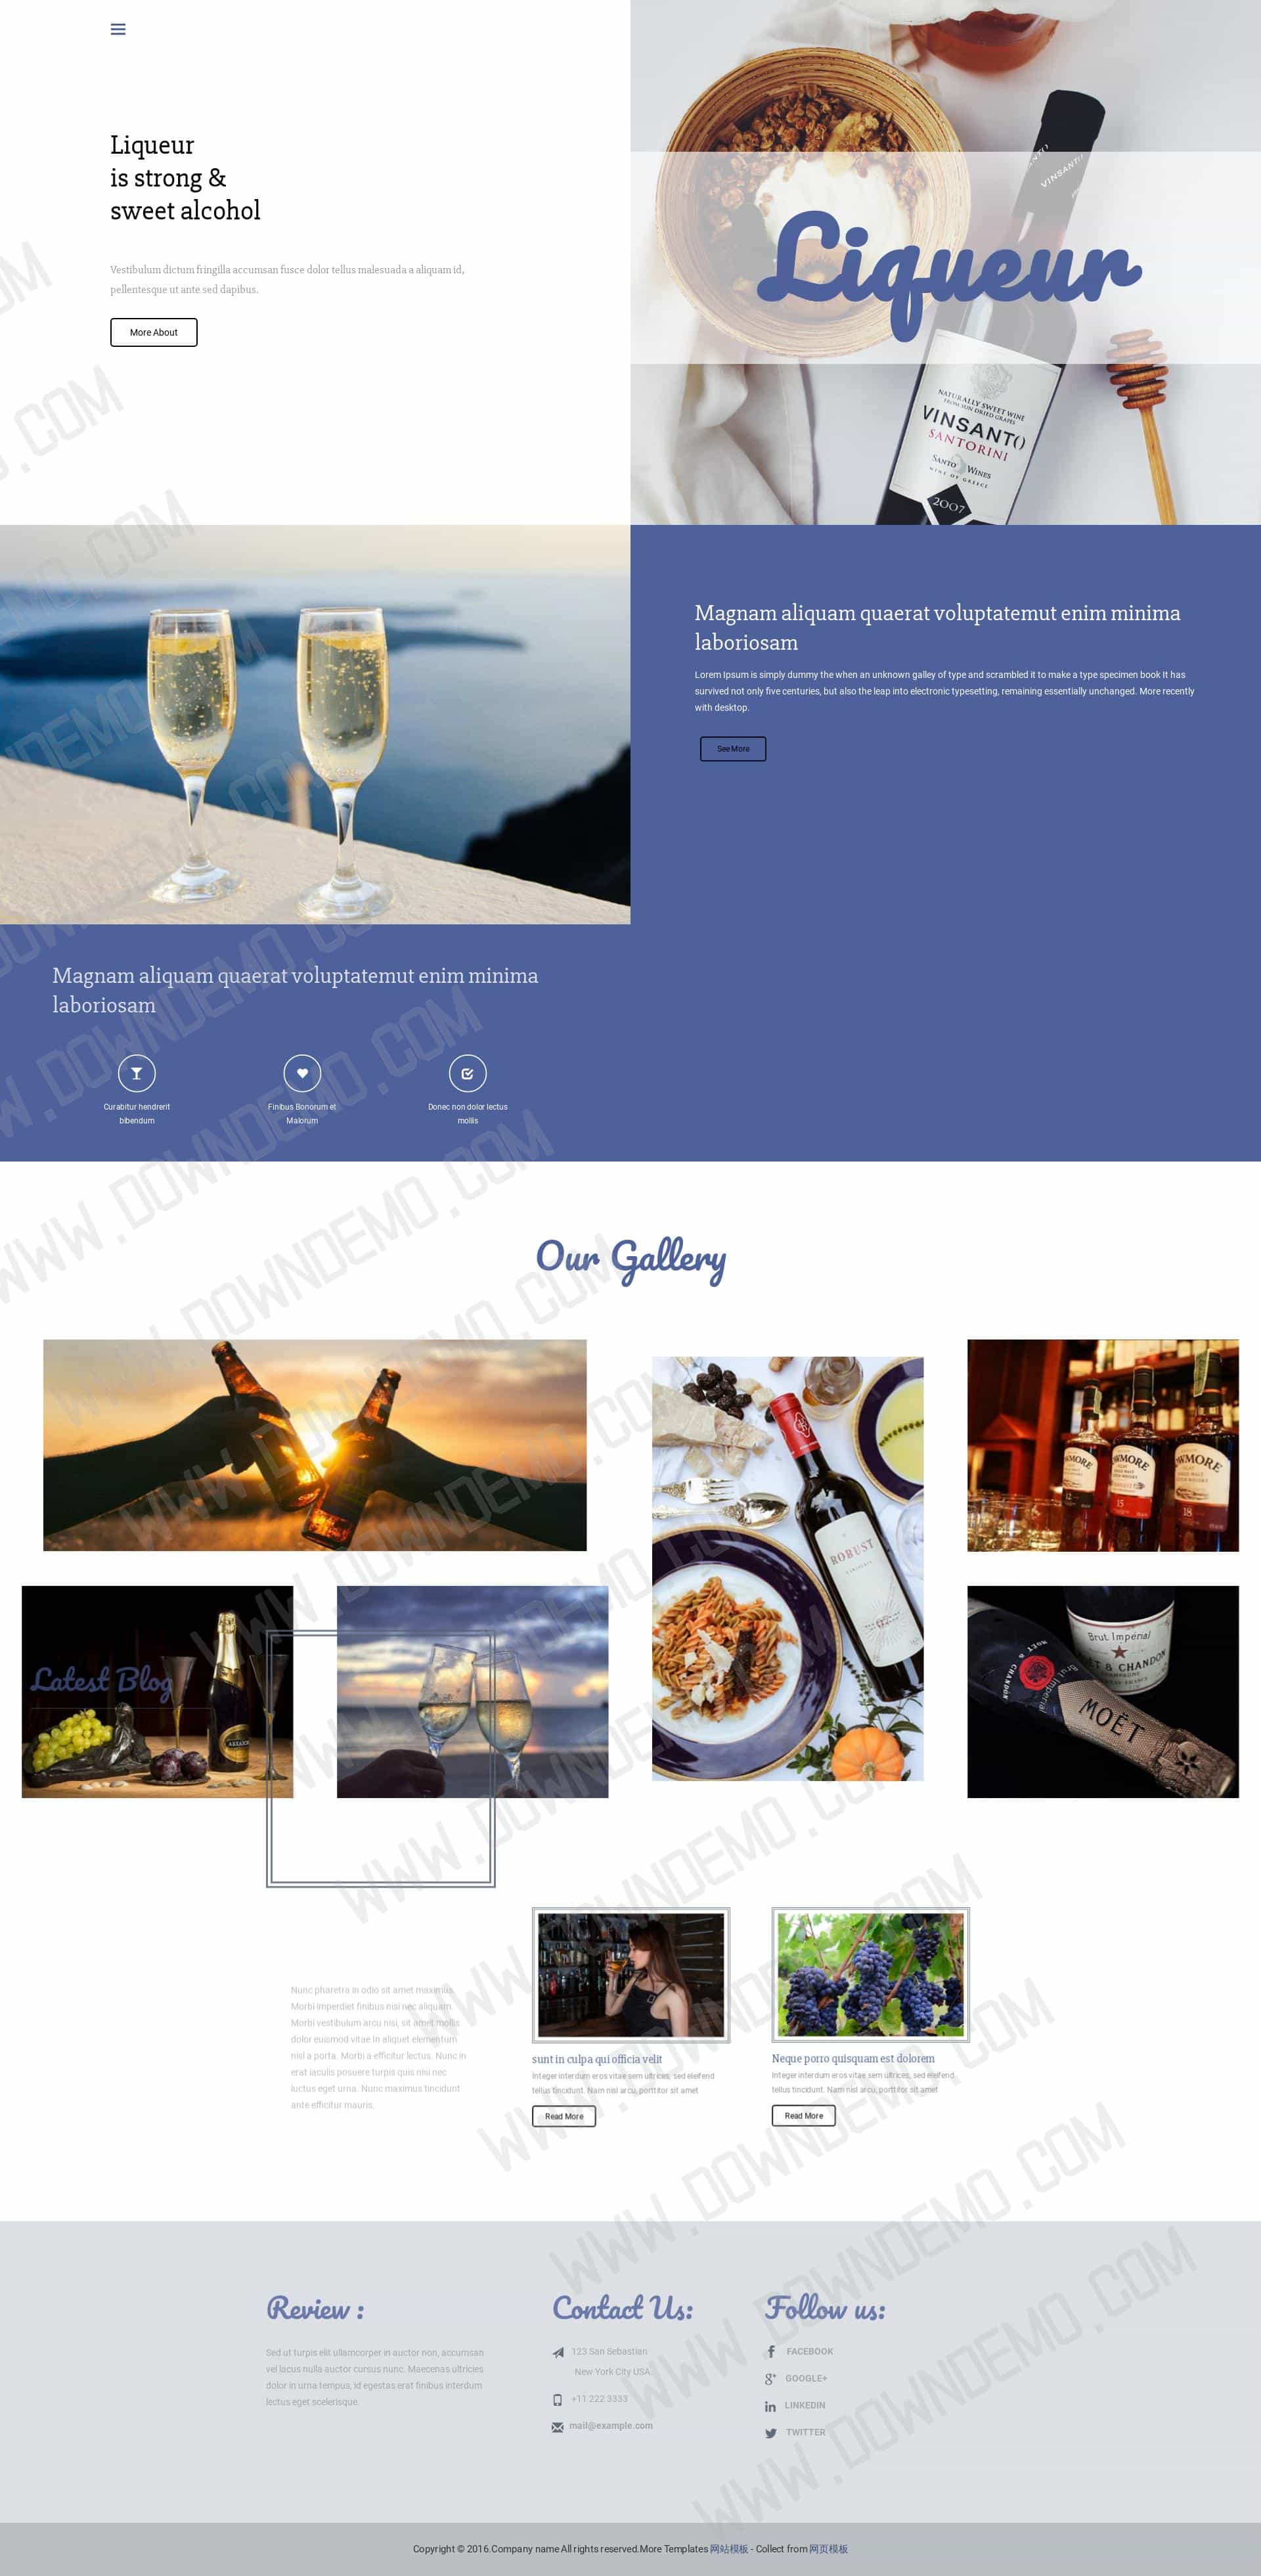 Liqueur
is strong &
sweet alcohol
Vestibulum dictum fringilla accumsan fusce dolor tellus malesuada a aliquam id,
pellentesque ut ante sed dapibus.
More About
VINSANTO
Liqueur
NATURALLY SWEET WINE
FROM SUN DRIED GRAPES
VINSANTO
SANTORINI
SANTO WINES
WINE OF GREECE
2007
Magnam aliquam quaerat voluptatemut enim minima
laboriosam
Lorem Ipsum is simply dummy the when an unknown galley of type and scrambled it to make a type specimen book It has
survived not only five centuries, but also the leap into electronic typesetting, remaining essentially unchanged. More recently
with desktop.
See More
Magnam aliquam quaerat voluptatemut enim minima
laboriosam
Curabitur hendrerit
bibendum
Finibus Bonorum et
Malorum
Donec non dolor lectus
mollis
Our Gallery
ROBUST
WMORE
WMORE
WMORE
12
15
18
Latest Blog
Brut Impérial
T & CHANDON
CHAMPAGNE
MOËT & CHANDON
Brut Impérial
MOËT
Nunc pharetra in odio sit amet maximus.
Morbi imperdiet finibus nisi nec aliquam.
Morbi vestibulum arcu nisi, sit amet mollis
dolor euismod vitae In aliquet elementum
nisl a porta. Morbi a efficitur lectus. Nunc in
erat iaculis posuere turpis quis nisi nec
luctus eget urna. Nunc maximus tincidunt
ante efficitur mauris.
sunt in culpa qui officia velit
Integer interdum eros vitae sem ultrices, sed eleifend
tellus tincidunt. Nam nisl arcu, porttitor sit amet
Read More
Neque porro quisquam est dolorem
Integer interdum eros vitae sem ultrices, sed eleifend
tellus tincidunt. Nam nisl arcu, porttitor sit amet
Read More
Review :
Sed ut turpis elit ullamcorper in auctor non, accumsan
vel lacus nulla auctor cursus nunc. Maecenas ultricies
dolor in urna tempus, id egestas erat finibus interdum
lectus eget scelerisque.
Contact Us:
123 San Sebastian
New York City USA.
+11 222 3333
mail@example.com
Follow us:
FACEBOOK
GOOGLE+
LINKEDIN
TWITTER
Copyright © 2016.Company name All rights reserved.More Templates 网站模板 - Collect from 网页模板
WWW.DOWNDEMO.COM